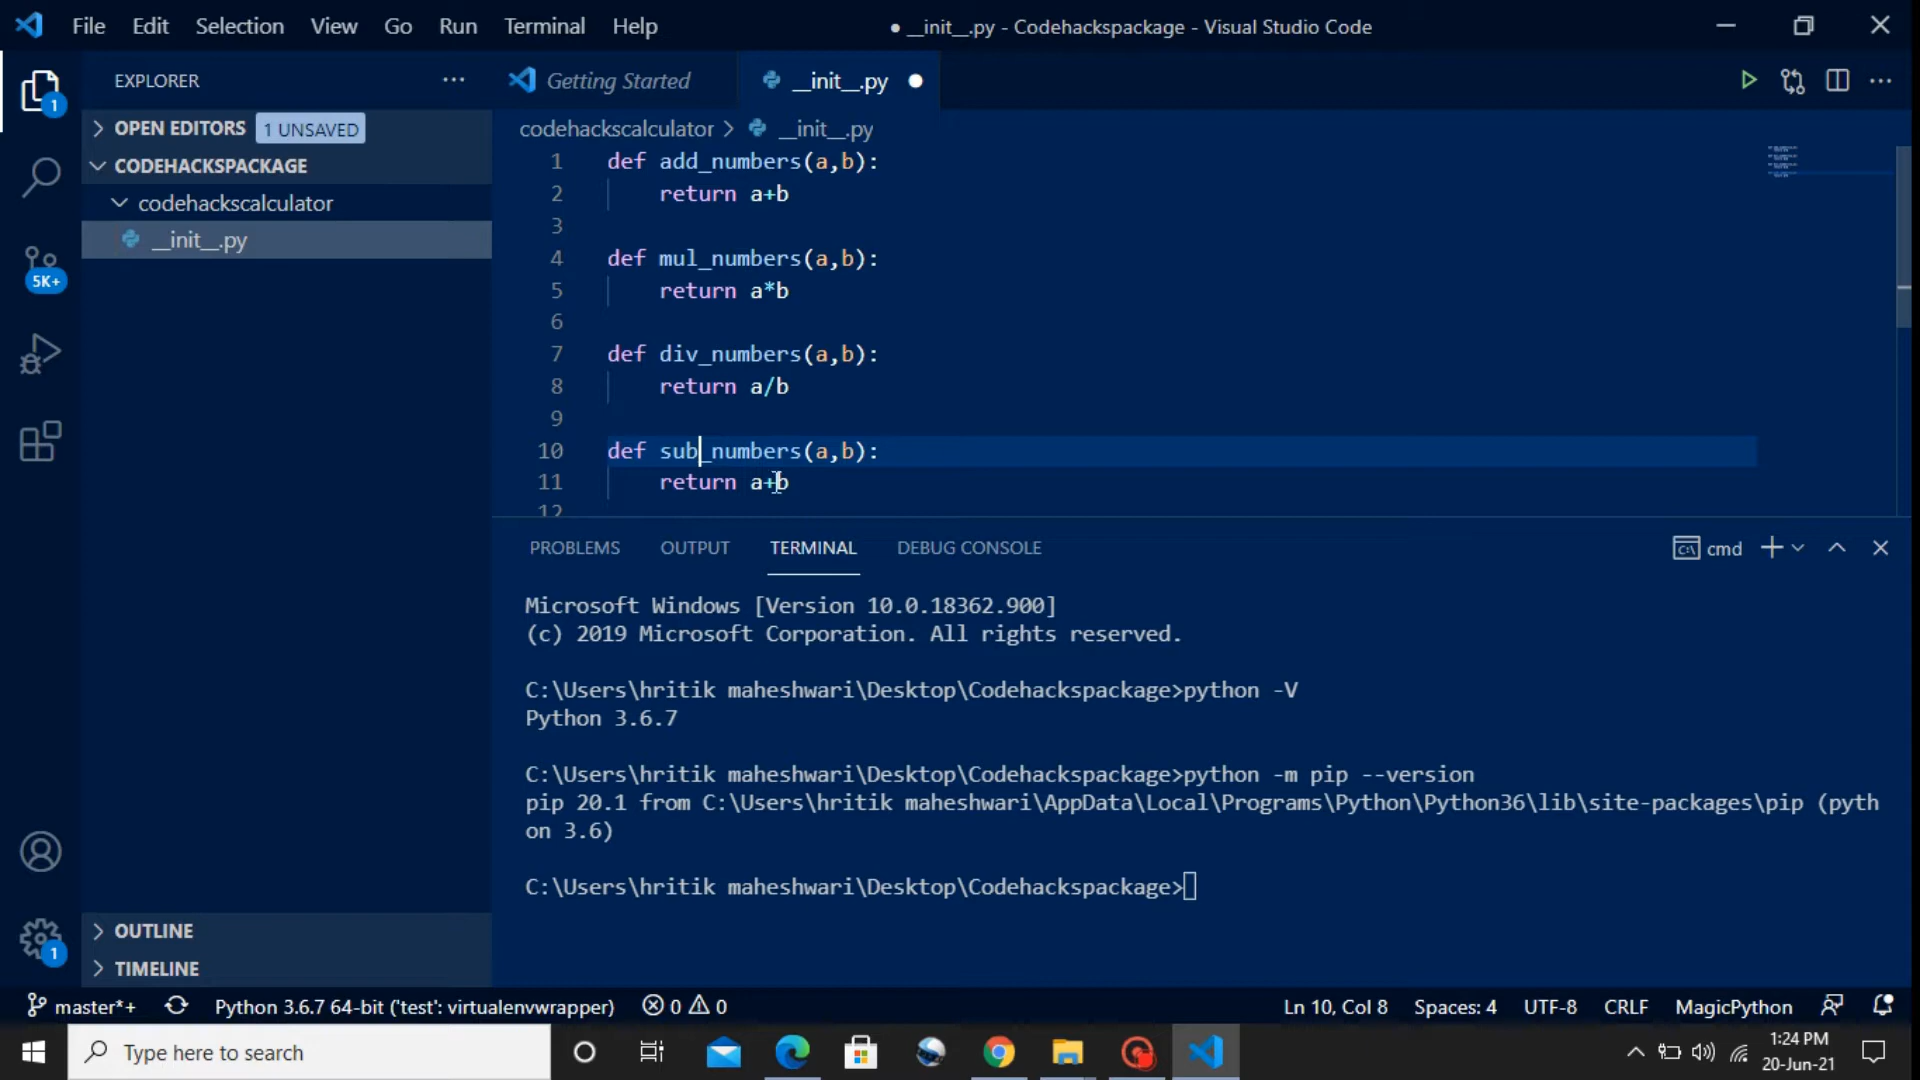 File Edit Selection View Go Run Terminal Help ● __init__.py - Codehackspackage - Visual Studio Code
EXPLORER ...
Getting Started
__init__.py
1
OPEN EDITORS 1 UNSAVED
CODEHACKSPACKAGE
codehackscalculator
__init__.py
5K+
codehackscalculator > __init__.py
1 def add_numbers(a,b):
2 return a+b
3
4 def mul_numbers(a,b):
5 return a*b
6
7 def div_numbers(a,b):
8 return a/b
9
10 def sub_numbers(a,b):
11 return a+b
12
PROBLEMS OUTPUT TERMINAL DEBUG CONSOLE
cmd
Microsoft Windows [Version 10.0.18362.900]
(c) 2019 Microsoft Corporation. All rights reserved.
C:\Users\hritik maheshwari\Desktop\Codehackspackage>python -V
Python 3.6.7
C:\Users\hritik maheshwari\Desktop\Codehackspackage>python -m pip --version
pip 20.1 from C:\Users\hritik maheshwari\AppData\Local\Programs\Python\Python36\lib\site-packages\pip (pyth
on 3.6)
C:\Users\hritik maheshwari\Desktop\Codehackspackage>
OUTLINE
TIMELINE
1
master*+ Python 3.6.7 64-bit ('test': virtualenvwrapper) 0 0 Ln 10, Col 8 Spaces: 4 UTF-8 CRLF MagicPython
Type here to search
1:24 PM
20-Jun-21